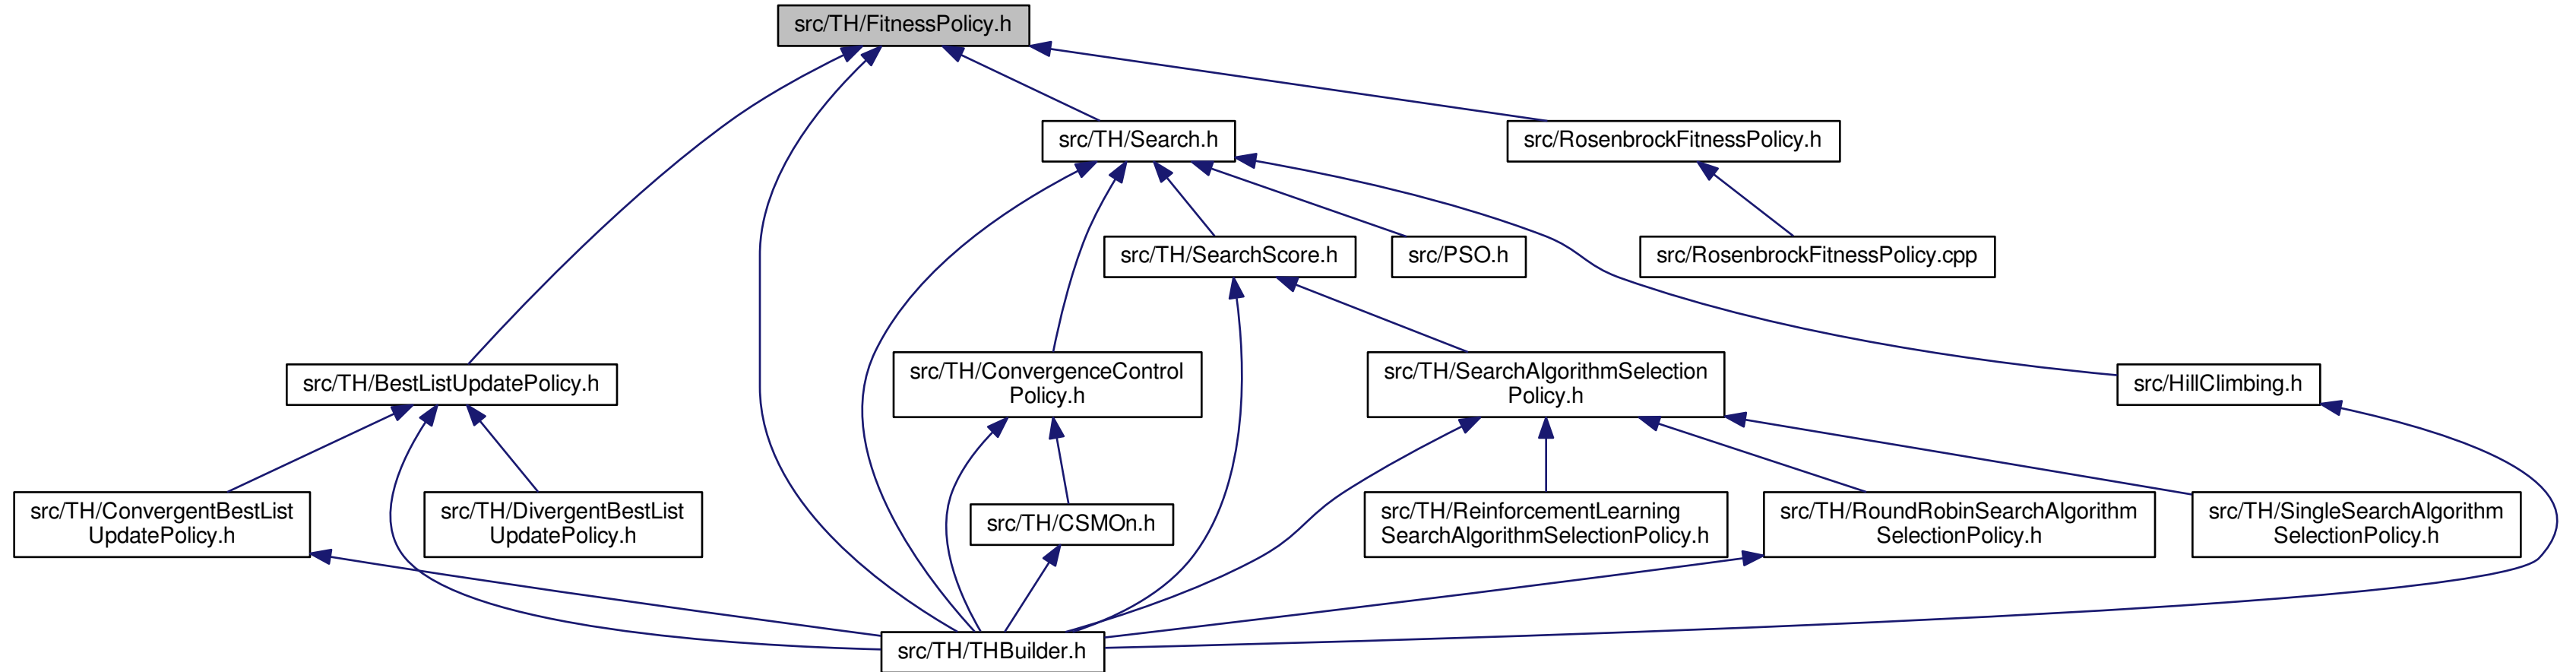 src/TH/FitnessPolicy.h
src/TH/Search.h
src/RosenbrockFitnessPolicy.h
src/TH/SearchScore.h
src/PSO.h
src/RosenbrockFitnessPolicy.cpp
src/TH/BestListUpdatePolicy.h
src/TH/ConvergenceControl
Policy.h
src/TH/SearchAlgorithmSelection
Policy.h
src/HillClimbing.h
src/TH/ConvergentBestList
UpdatePolicy.h
src/TH/DivergentBestList
UpdatePolicy.h
src/TH/CSMOn.h
src/TH/ReinforcementLearning
SearchAlgorithmSelectionPolicy.h
src/TH/RoundRobinSearchAlgorithm
SelectionPolicy.h
src/TH/SingleSearchAlgorithm
SelectionPolicy.h
src/TH/THBuilder.h